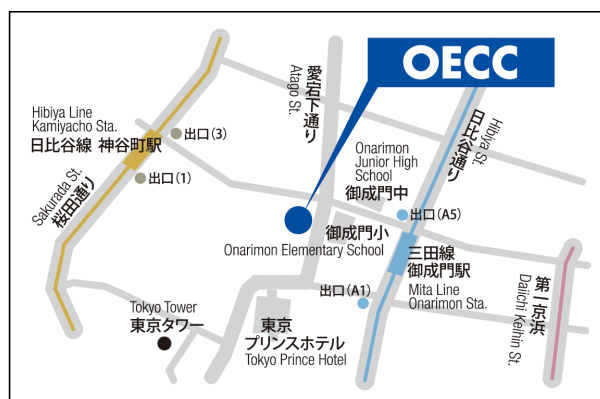 OECC
Hibiya Line
Kamiyacho Sta.
日比谷線 神谷町駅
出口(3)
出口(1)
Sakurada St.
桜田通り
愛宕下通り
Atago St.
Hibiya St.
日比谷通り
Onarimon
Junior High
School
御成門中
出口(A5)
御成門小
Onarimon Elementary School
三田線
御成門駅
Mita Line
Onarimon Sta.
出口(A1)
第一京浜
Daiichi Keihin St.
Tokyo Tower
東京タワー
東京
プリンスホテル
Tokyo Prince Hotel